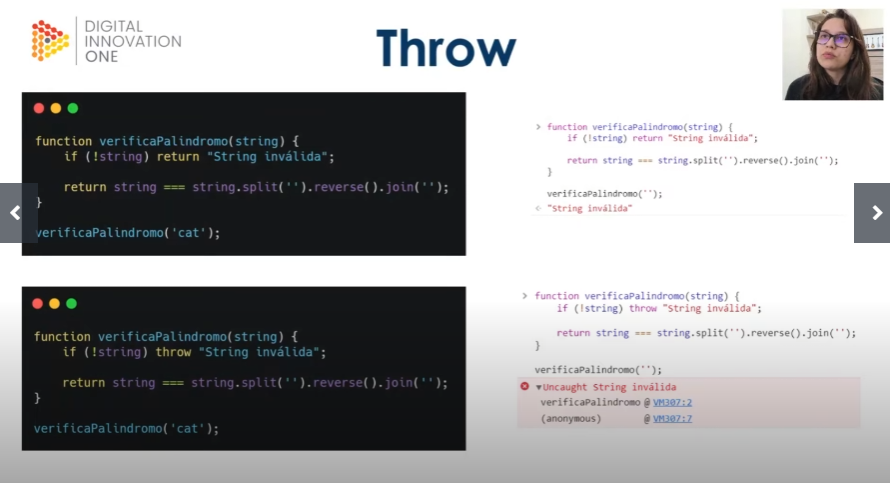 DIGITAL
INNOVATION
ONE
Throw
function verificaPalindromo(string) {
if (!string) return "String inválida";
return string === string.split('').reverse().join('');
}
verificaPalindromo('cat');
> function verificaPalindromo(string) {
if (!string) return "String inválida";
return string === string.split('').reverse().join('');
}
verificaPalindromo('');
"String inválida"
function verificaPalindromo(string) {
if (!string) throw "String inválida";
return string === string.split('').reverse().join('');
}
verificaPalindromo('cat');
> function verificaPalindromo(string) {
if (!string) throw "String inválida";
return string === string.split('').reverse().join('');
}
verificaPalindromo('');
Uncaught String inválida
verificaPalindromo @ VM307:2
(anonymous) @ VM307:7